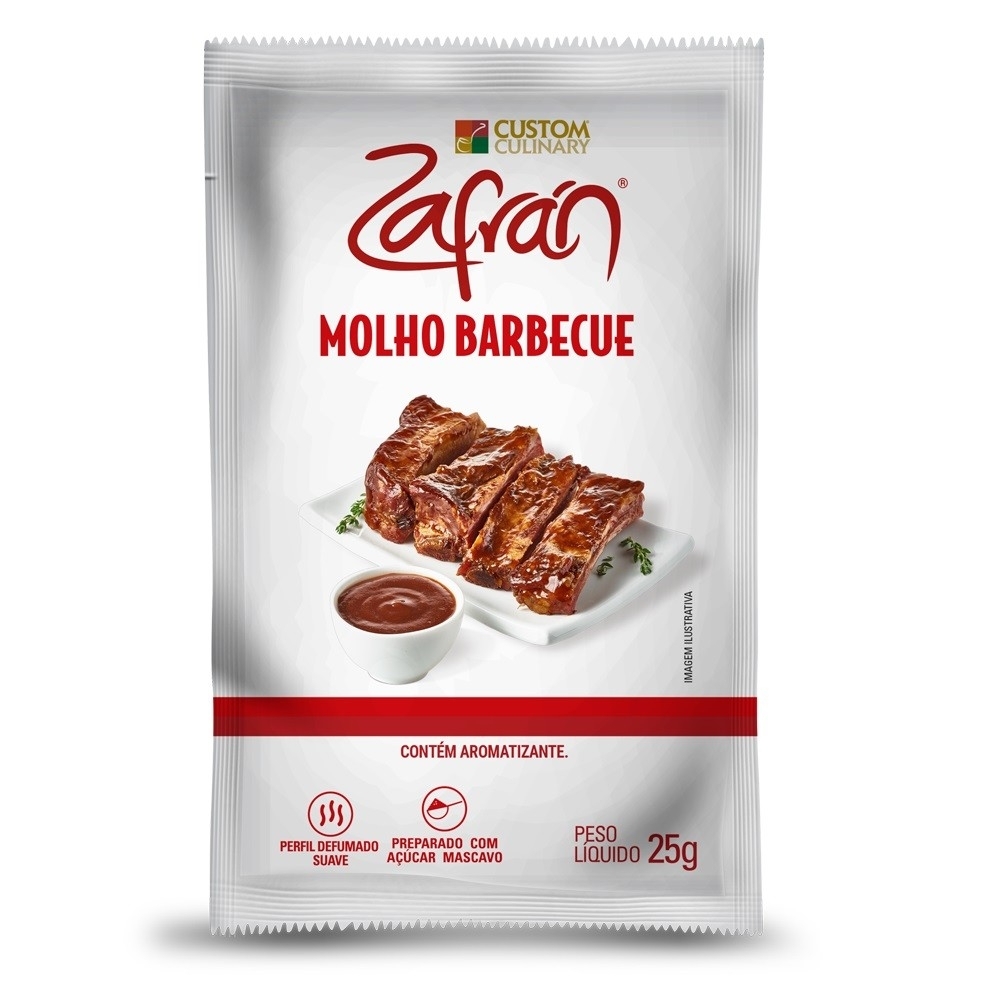 CUSTOM
CULINARY
Zafrán®
MOLHO BARBECUE
IMAGEM ILUSTRATIVA
CONTÉM AROMATIZANTE.
PERFIL DEFUMADO
SUAVE
PREPARADO COM
AÇÚCAR MASCAVO
PESO
LÍQUIDO 25g